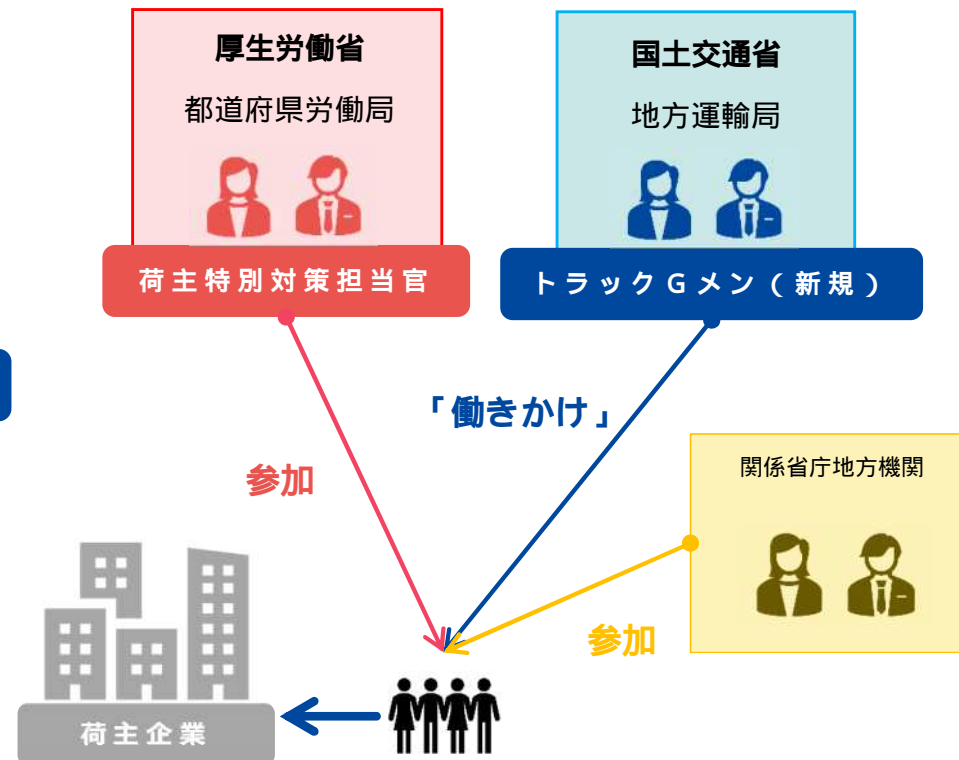 厚生労働省
都道府県労働局
荷主特別対策担当官
国土交通省
地方運輸局
トラックGメン(新規)
「働きかけ」
参加
関係省庁地方機関
参加
荷主企業